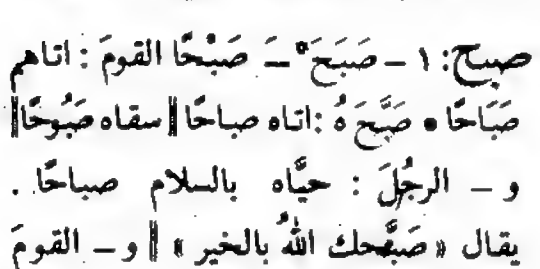 صبح: ١ – صَبَحَ ـَ صَبْحًا القومَ : اتاهم
صَبَاحًا • صَبَّحَهُ : اتاه صباحًا || سقاه صَبُوحًا ||
و – الرجُلَ : حيَّاه بالسلام صباحًا .
يقال « صَبَّحك اللهُ بالخير » || و – القومَ